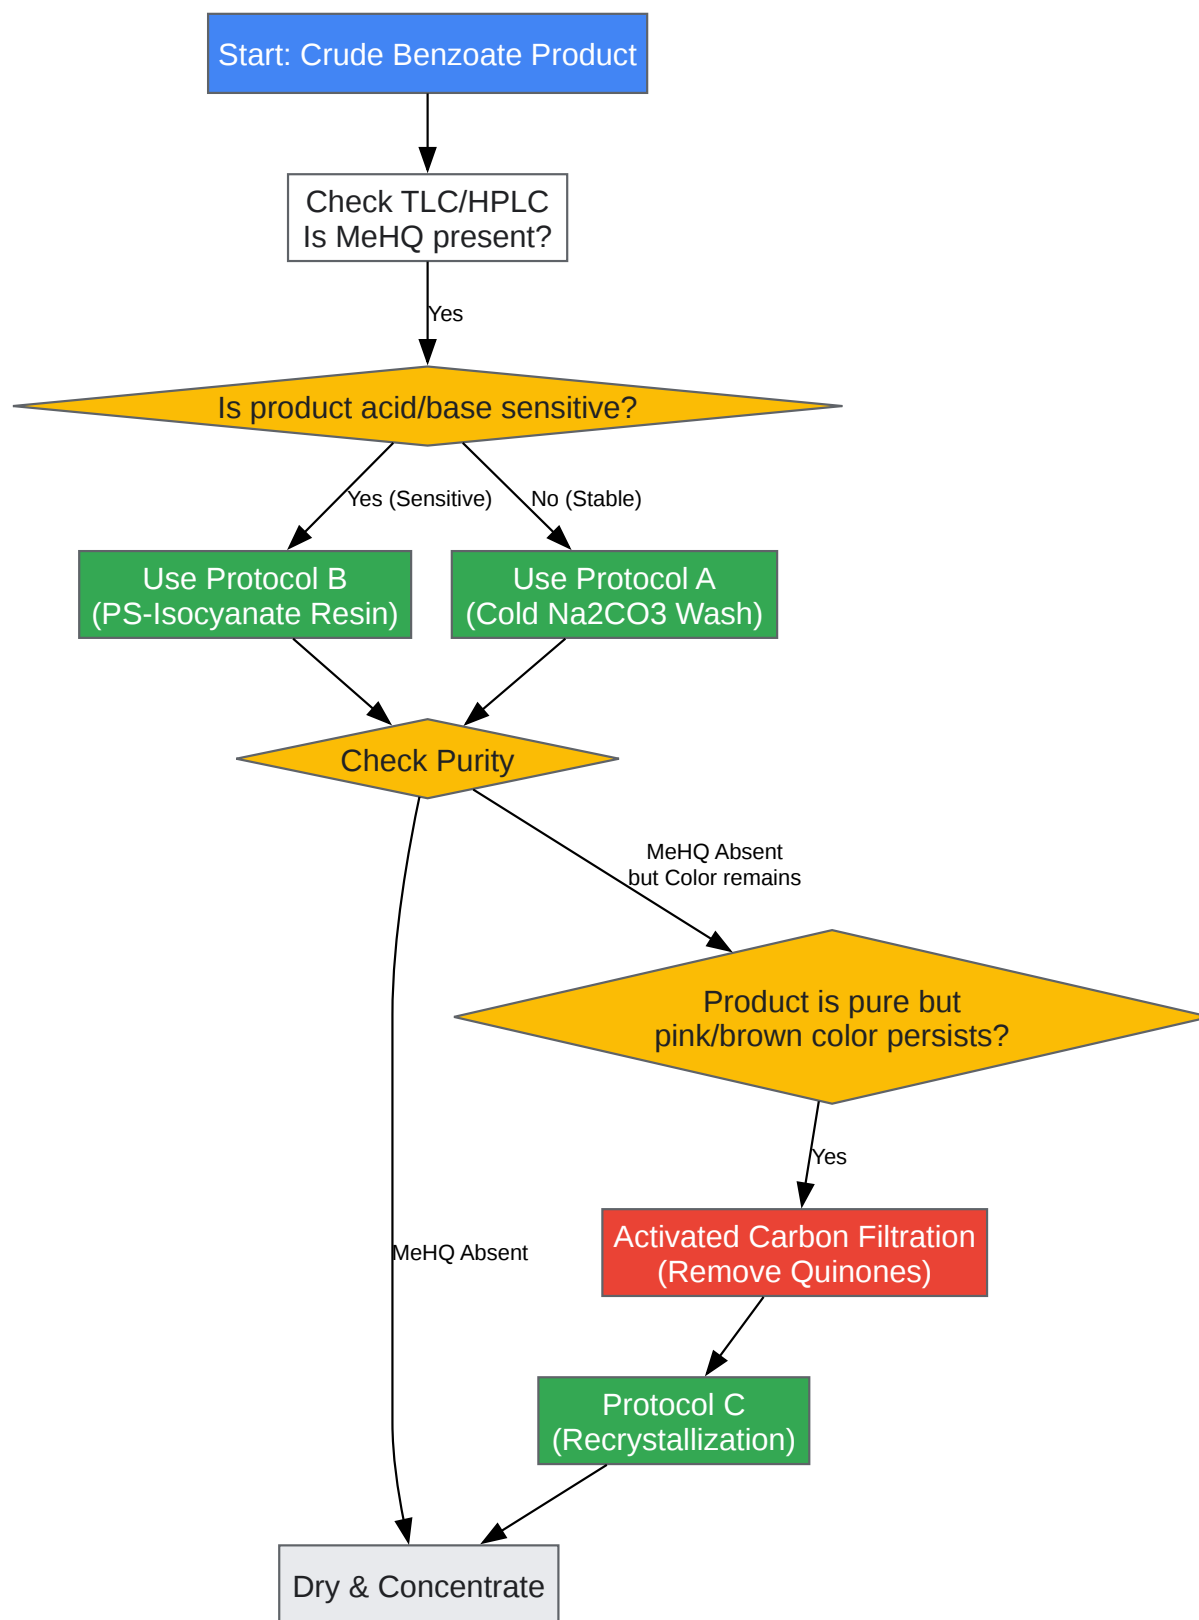 Start: Crude Benzoate Product
Check TLC/HPLC
Is MeHQ present?
Yes
Is product acid/base sensitive?
Yes (Sensitive)
No (Stable)
Use Protocol B
(PS-Isocyanate Resin)
Use Protocol A
(Cold Na2CO3 Wash)
Check Purity
MeHQ Absent
but Color remains
Product is pure but
pink/brown color persists?
Yes
Activated Carbon Filtration
(Remove Quinones)
MeHQ Absent
Protocol C
(Recrystallization)
Dry & Concentrate